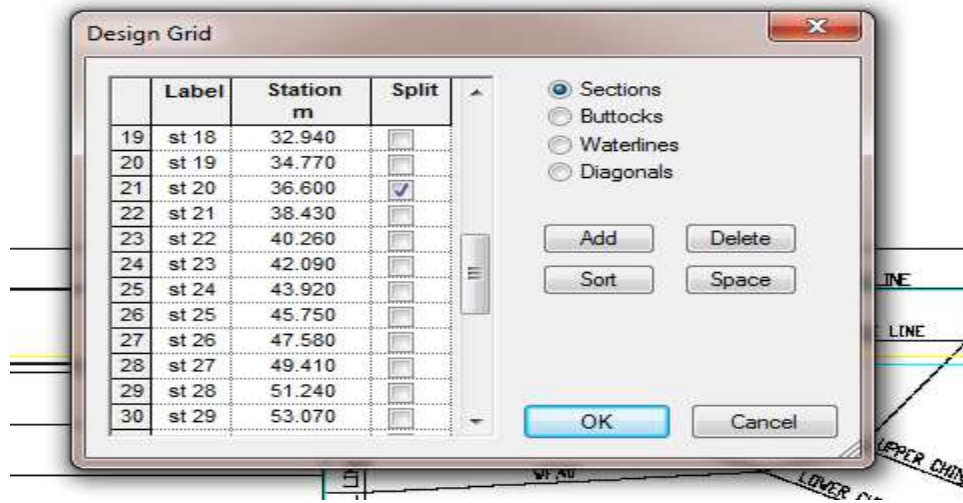 Design Grid
Label Station m Split
19 st 18 32.940
20 st 19 34.770
21 st 20 36.600
22 st 21 38.430
23 st 22 40.260
24 st 23 42.090
25 st 24 43.920
26 st 25 45.750
27 st 26 47.580
28 st 27 49.410
29 st 28 51.240
30 st 29 53.070
Sections
Buttocks
Waterlines
Diagonals
Add Delete
Sort Space
OK Cancel
LINE
UPPER
LOWER